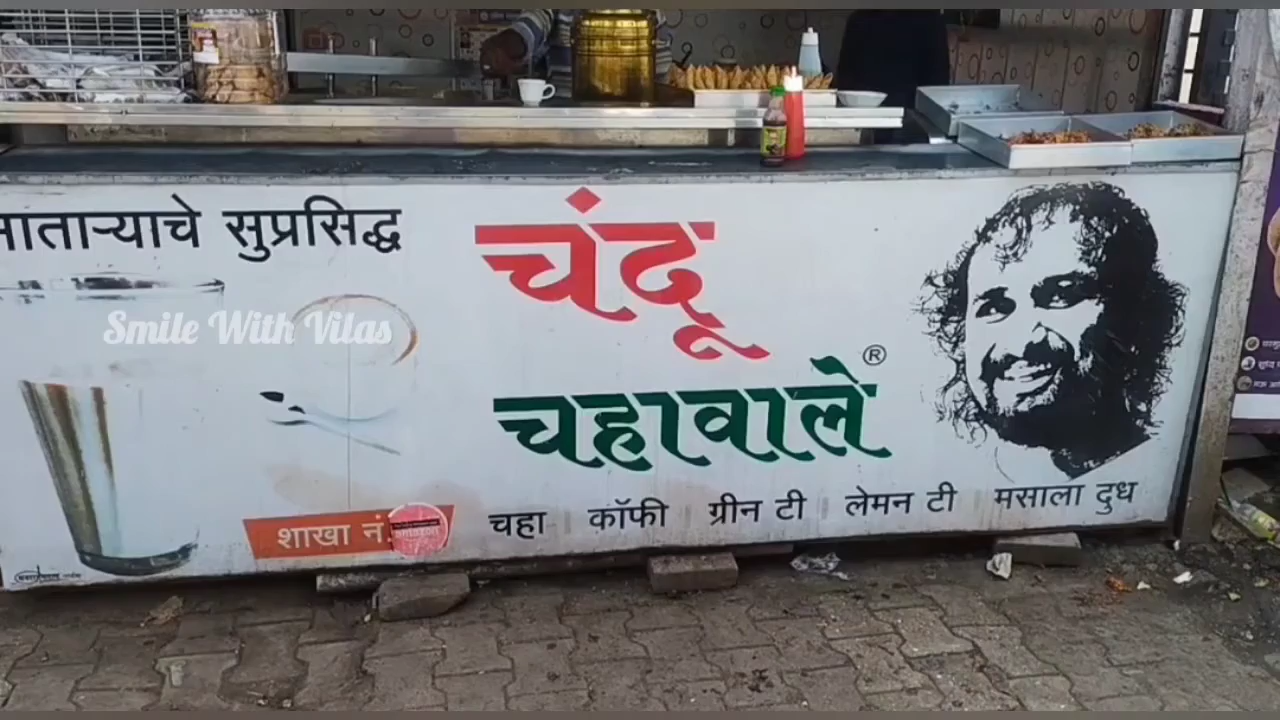 सुप्रसिद्ध
चंदू
चहावाले ®
Smile With Vilas
शाखा नं.
चहा कॉफी ग्रीन टी लेमन टी मसाला दुध